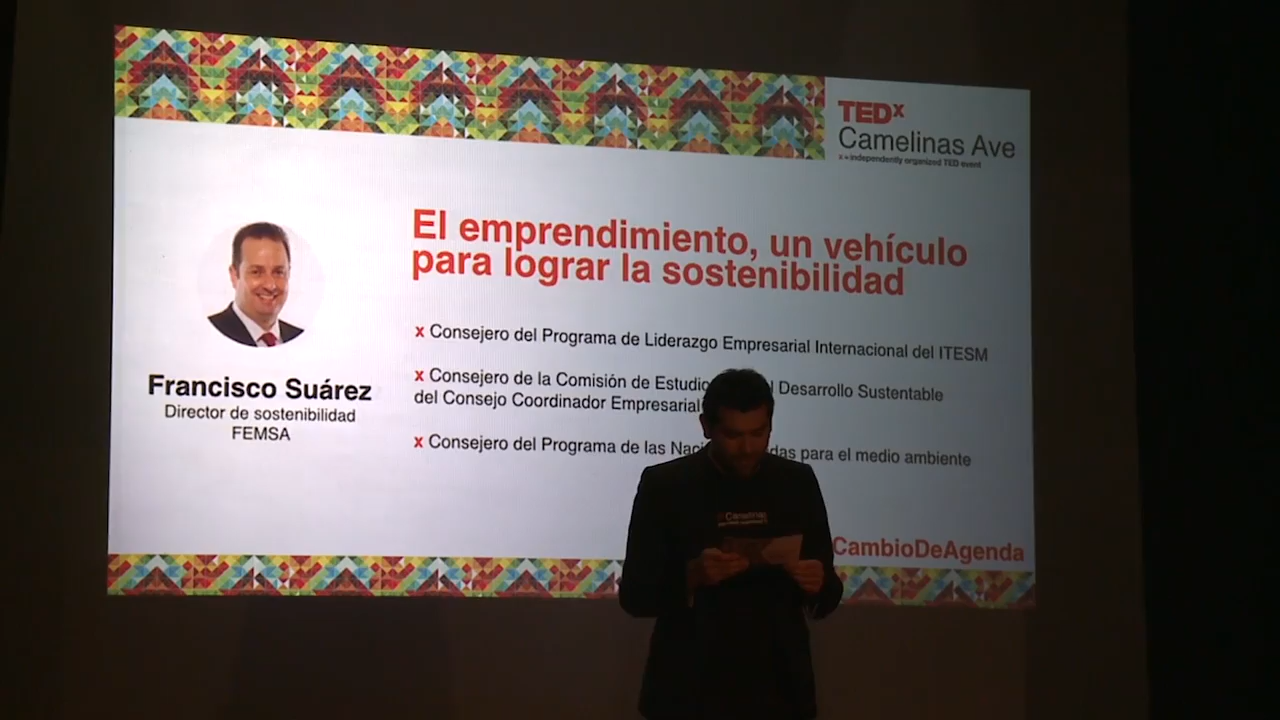 TEDx
Camelinas Ave
x = independently organized TED event
El emprendimiento, un vehículo
para lograr la sostenibilidad
x Consejero del Programa de Liderazgo Empresarial Internacional del ITESM
x Consejero de la Comisión de Estudio l Desarrollo Sustentable
del Consejo Coordinador Empresarial
x Consejero del Programa de las Naci das para el medio ambiente
Francisco Suárez
Director de sostenibilidad
FEMSA
CambioDeAgenda
Camelinas